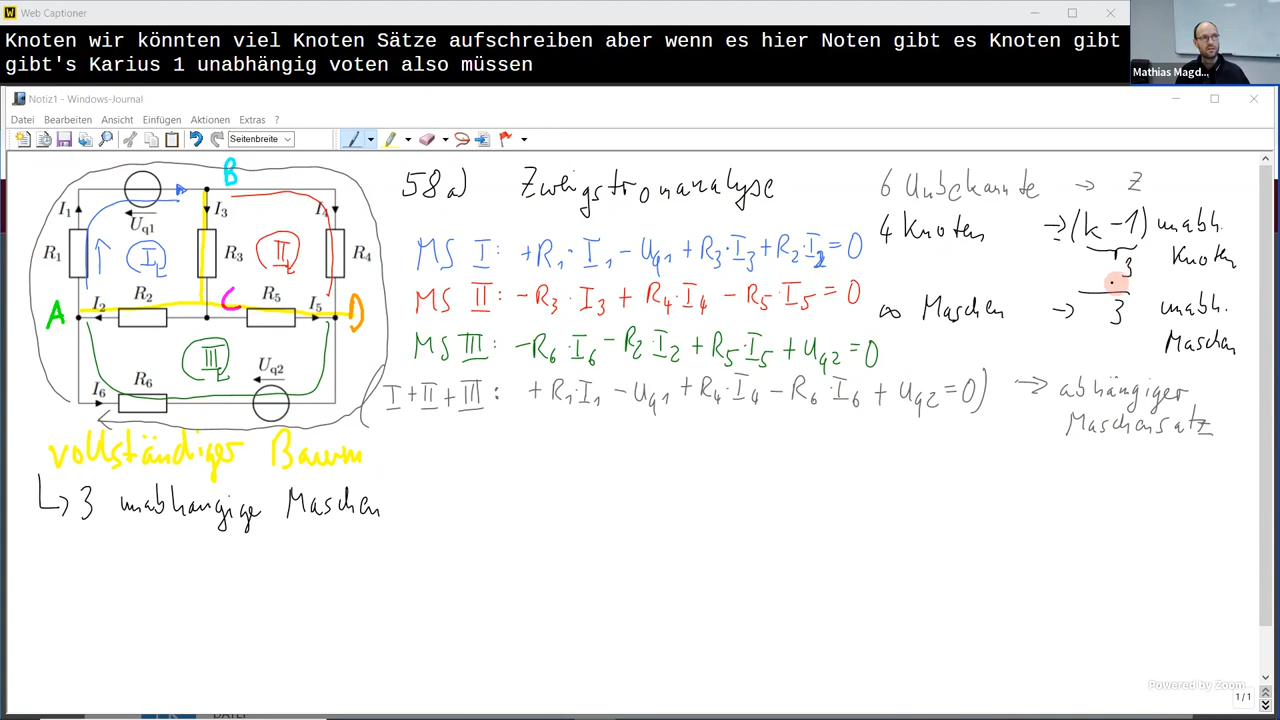 Web Captioner
Knoten wir könnten viel Knoten Sätze aufschreiben aber wenn es hier Noten gibt es Knoten gibt
gibt's Karius 1 unabhängig voten also müssen
Mathias Magd...
Notiz1 - Windows-Journal
Datei Bearbeiten Ansicht Einfügen Aktionen Extras ?
Seitenbreite
B
I1 Uq1 I3 I4
R1 I R3 II R4
A I2 R2 C R5 I5 D
III
R6 Uq2
I6
vollständiger Baum
↳ 3 unabhängige Maschen
58a) Zweigstromanalyse
MS I: +R1·I1 - Uq1 + R3·I3 + R2·I2 = 0
MS II: -R3·I3 + R4·I4 - R5·I5 = 0
MS III: -R6·I6 - R2·I2 + R5·I5 + Uq2 = 0
I+II+III: +R1·I1 - Uq1 + R4·I4 - R6·I6 + Uq2 = 0) → abhängiger
Maschensatz
6 Unbekannte → Z
4 Knoten → (k-1) unabh.
3 Knoten
∞ Maschen → 3 unabh.
Maschen
Powered by Zoom
1/1